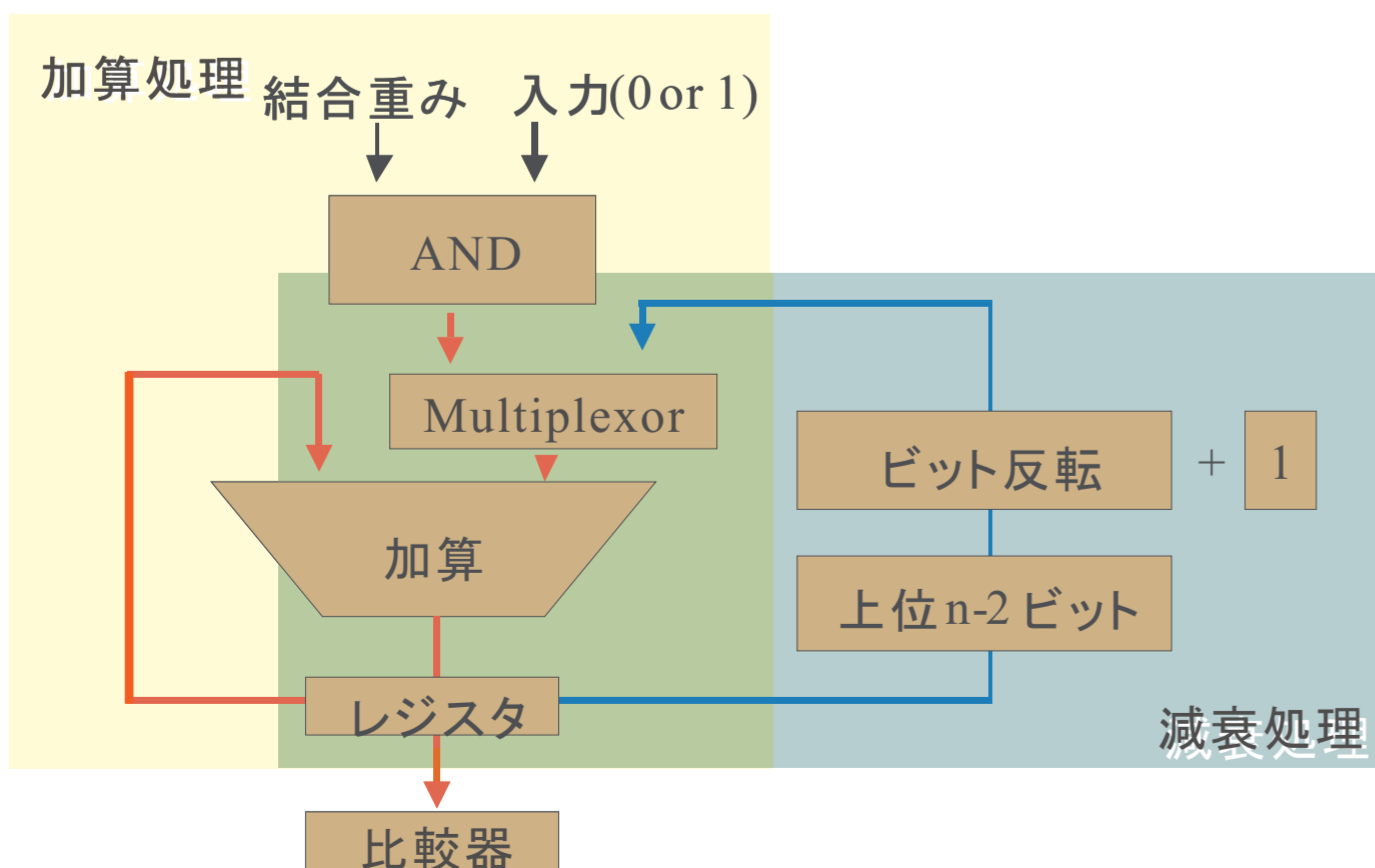 加算処理
結合重み 入力(0 or 1)
AND
Multiplexor
ビット反転 + 1
加算
上位n-2 ビット
レジスタ
減衰処理
比較器